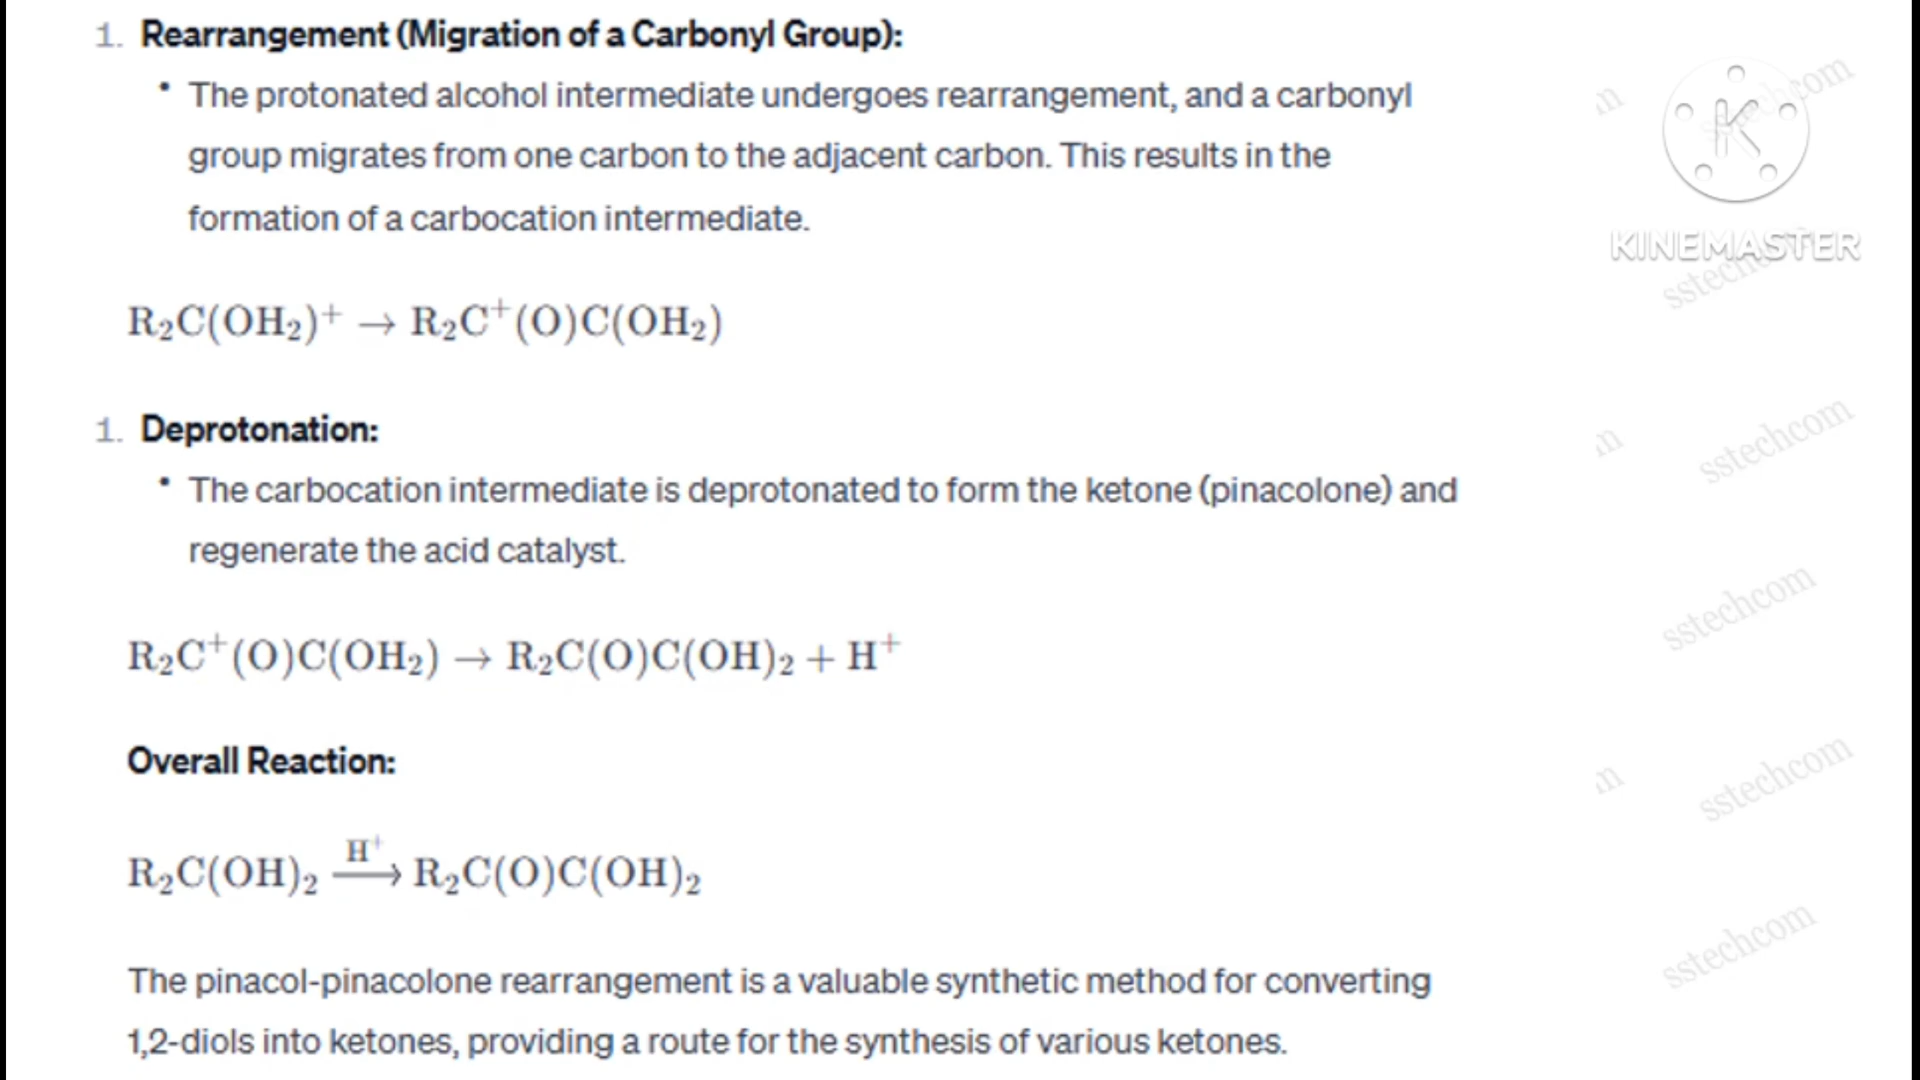 1. Rearrangement (Migration of a Carbonyl Group):
• The protonated alcohol intermediate undergoes rearrangement, and a carbonyl
group migrates from one carbon to the adjacent carbon. This results in the
formation of a carbocation intermediate.
R₂C(OH₂)⁺ → R₂C⁺(O)C(OH₂)
1. Deprotonation:
• The carbocation intermediate is deprotonated to form the ketone (pinacolone) and
regenerate the acid catalyst.
R₂C⁺(O)C(OH₂) → R₂C(O)C(OH)₂ + H⁺
Overall Reaction:
H⁺
R₂C(OH)₂ ⟶ R₂C(O)C(OH)₂
The pinacol-pinacolone rearrangement is a valuable synthetic method for converting
1,2-diols into ketones, providing a route for the synthesis of various ketones.
K
KINEMASTER
sstechcom
sstechcom
sstechcom
sstechcom
sstechcom
sstechcom